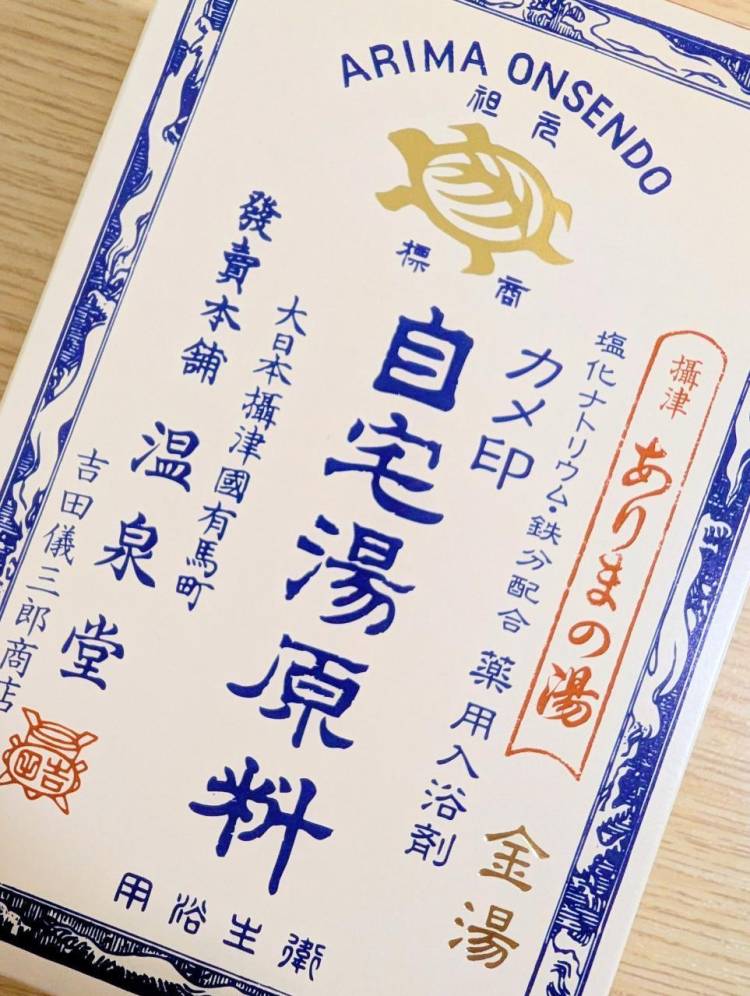 ARIMA ONSENDO
元祖
商標
攝津 ありまの湯
塩化ナトリウム・鉄分配合 薬用入浴剤
金湯
カメ印
自宅湯原料
大日本攝津國有馬町
發賣本舖 温泉堂
吉田儀三郎商店
衛生浴用